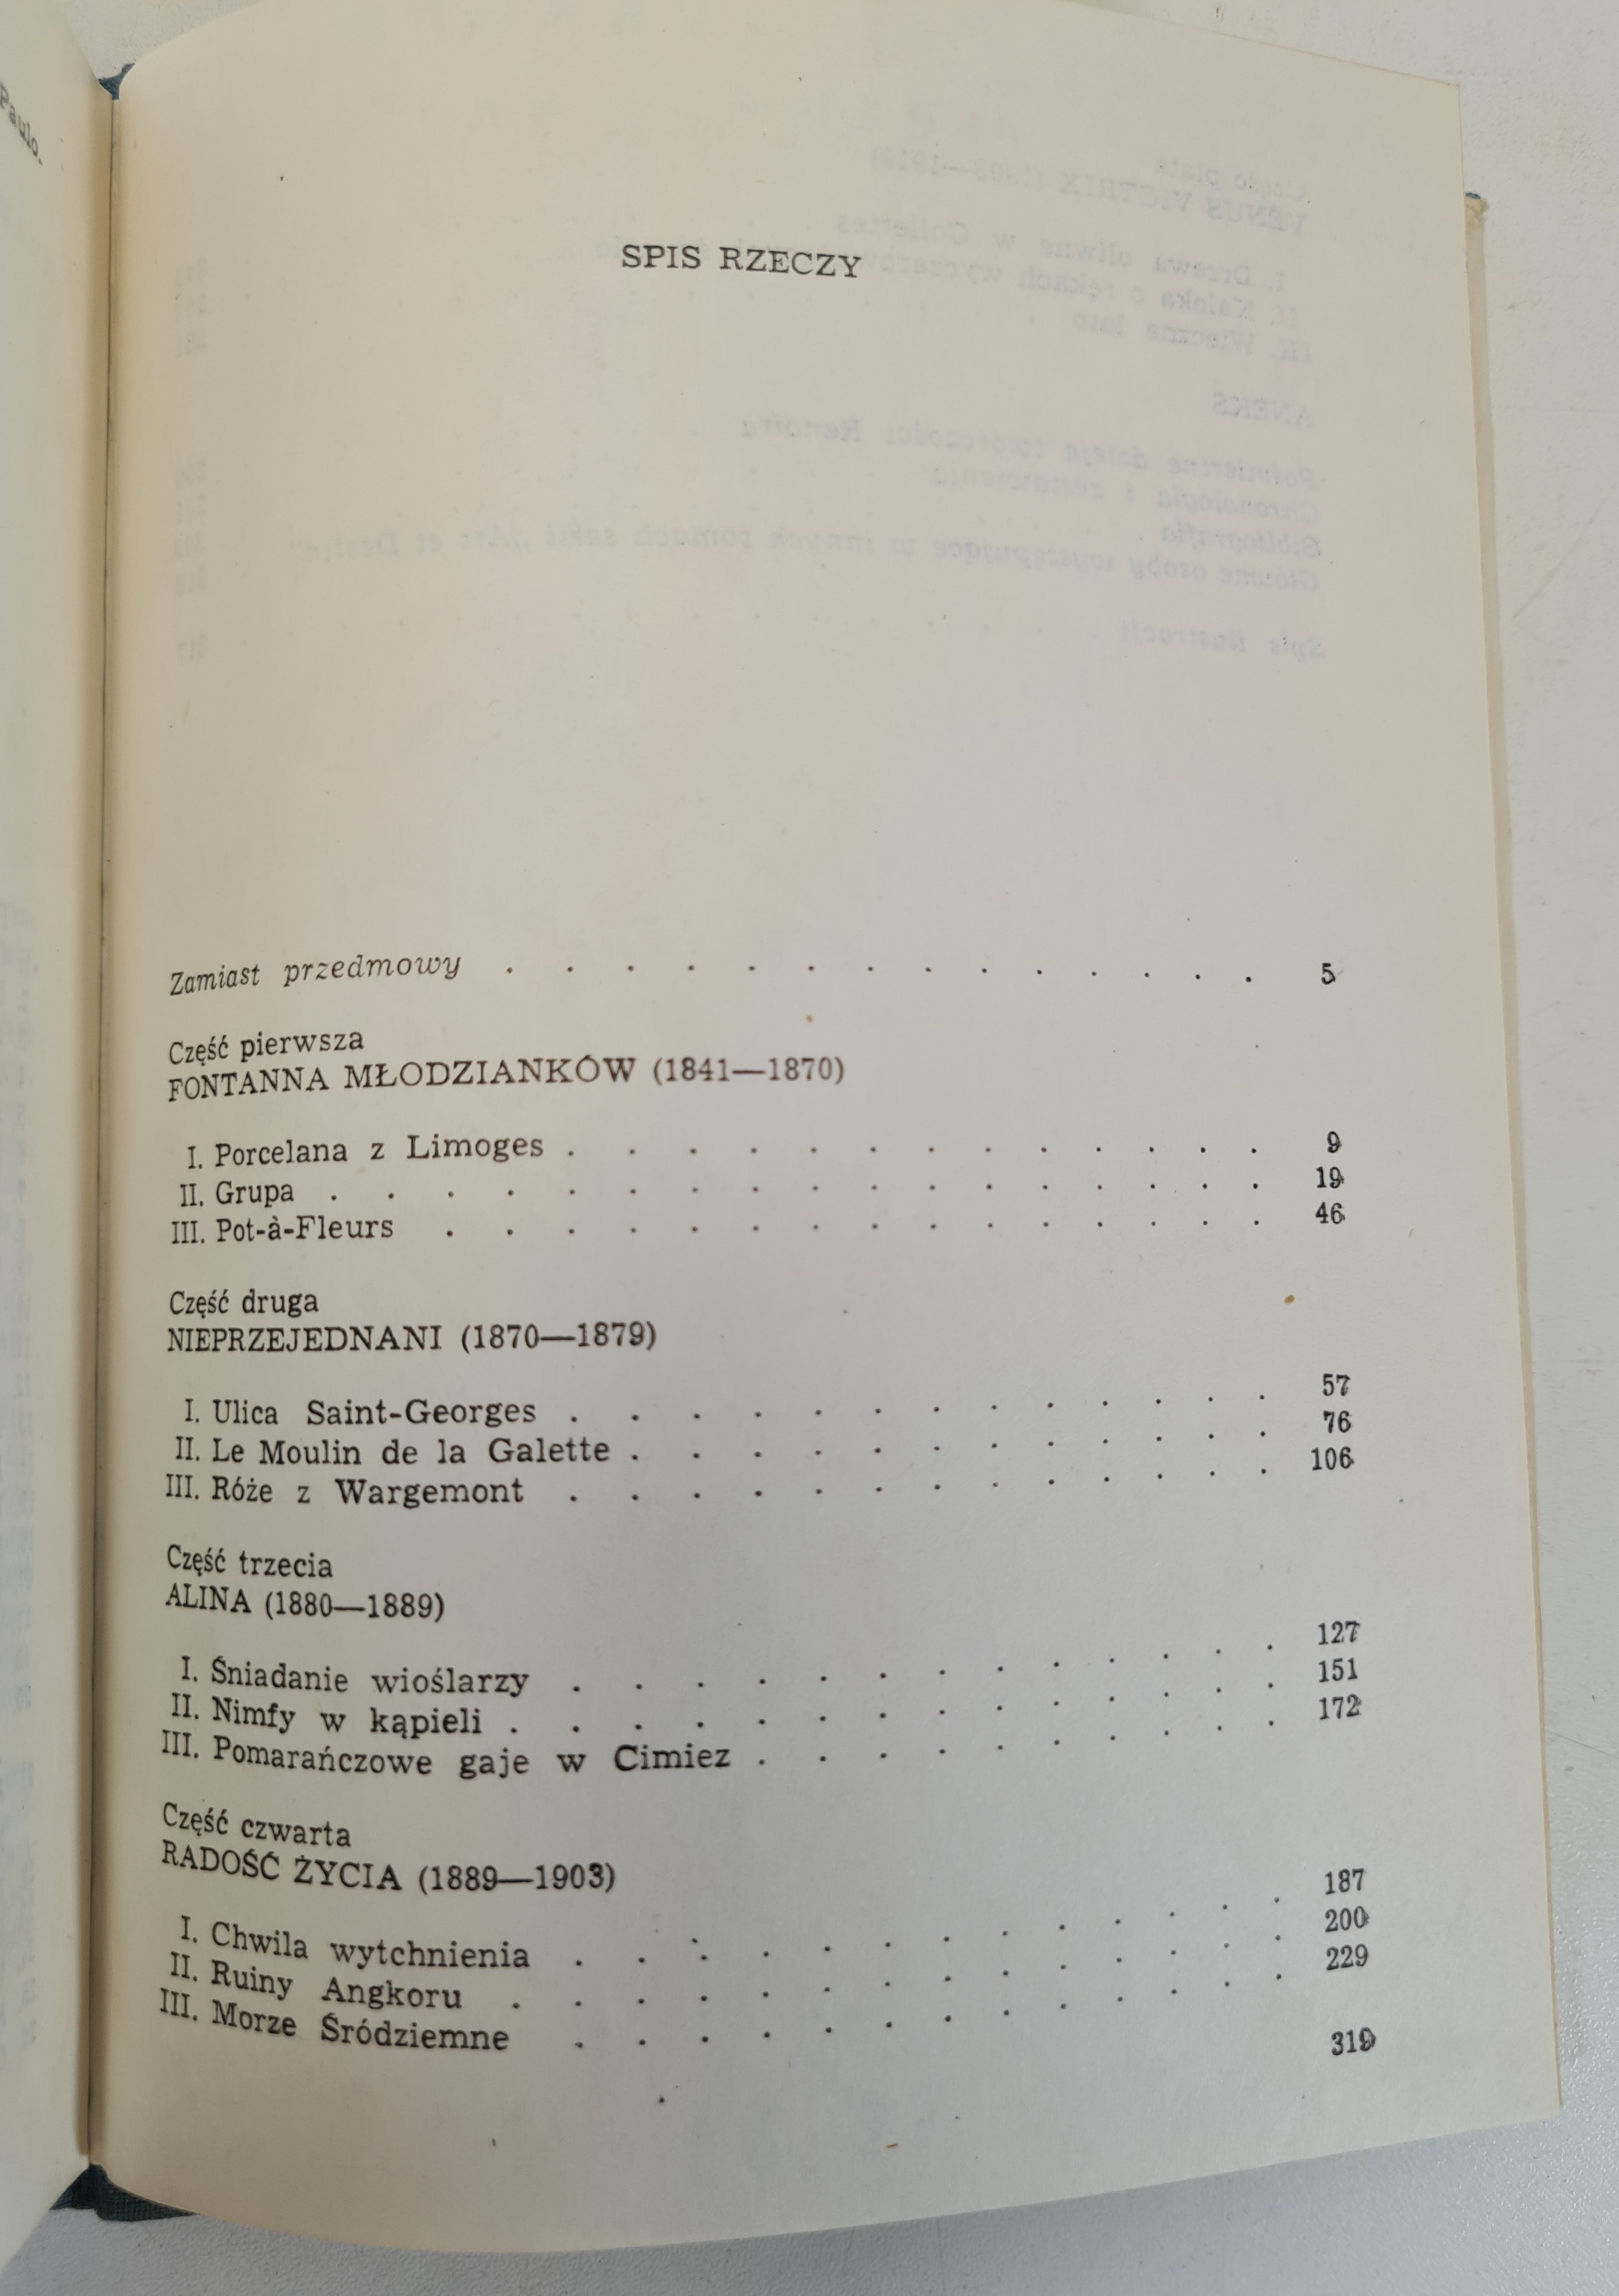 Paulo.
SPIS RZECZY
Zamiast przedmowy . . . . . . . . . . . . . 5
Część pierwsza
FONTANNA MŁODZIANKÓW (1841—1870)
I. Porcelana z Limoges . . . . . . . . . . . . 9
II. Grupa . . . . . . . . . . . . . . . . 19
III. Pot-à-Fleurs . . . . . . . . . . . . . . 46
Część druga
NIEPRZEJEDNANI (1870—1879)
I. Ulica Saint-Georges . . . . . . . . . . . . 57
II. Le Moulin de la Galette . . . . . . . . . . . 76
III. Róże z Wargemont . . . . . . . . . . . . 106
Część trzecia
ALINA (1880—1889)
I. Śniadanie wioślarzy . . . . . . . . . . . . 127
II. Nimfy w kąpieli . . . . . . . . . . . . . 151
III. Pomarańczowe gaje w Cimiez . . . . . . . . . 172
Część czwarta
RADOŚĆ ŻYCIA (1889—1903)
I. Chwila wytchnienia . . . . . . . . . . . . 187
II. Ruiny Angkoru . . . . . . . . . . . . . 200
III. Morze Śródziemne . . . . . . . . . . . . 229
319